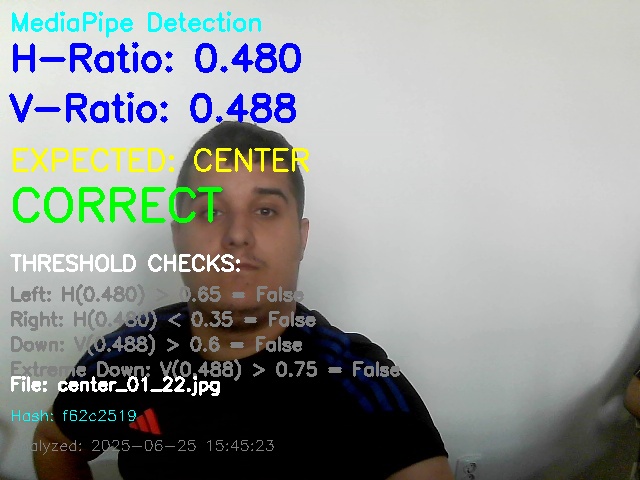 MediaPipe Detection
H-Ratio: 0.480
V-Ratio: 0.488
EXPECTED: CENTER
CORRECT
THRESHOLD CHECKS:
Left: H(0.480) > 0.65 = False
Right: H(0.480) < 0.35 = False
Down: V(0.488) > 0.6 = False
Extreme Down: V(0.488) > 0.75 = False
File: center_01_22.jpg
Hash: f62c2519
alyzed: 2025-06-25 15:45:23